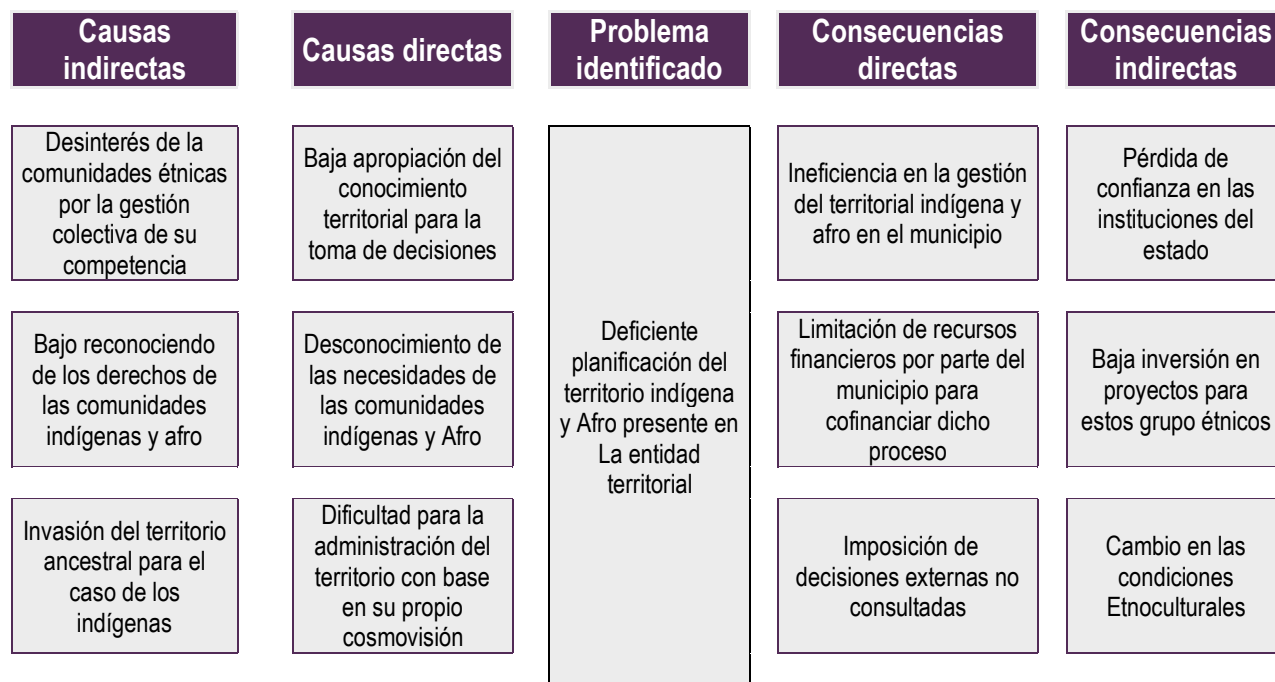 Causas
indirectas
Causas directas
Problema
identificado
Consecuencias
directas
Consecuencias
indirectas
Desinterés de la
comunidades étnicas
por la gestión
colectiva de su
competencia
Baja apropiación del
conocimiento
territorial para la
toma de decisiones
Ineficiencia en la gestión
del territorial indígena y
afro en el municipio
Pérdida de
confianza en las
instituciones del
estado
Bajo reconociendo
de los derechos de
las comunidades
indígenas y afro
Desconocimiento de
las necesidades de
las comunidades
indígenas y Afro
Deficiente
planificación del
territorio indígena
y Afro presente en
La entidad
territorial
Limitación de recursos
financieros por parte del
municipio para
cofinanciar dicho
proceso
Baja inversión en
proyectos para
estos grupo étnicos
Invasión del territorio
ancestral para el
caso de los
indígenas
Dificultad para la
administración del
territorio con base
en su propio
cosmovisión
Imposición de
decisiones externas no
consultadas
Cambio en las
condiciones
Etnoculturales